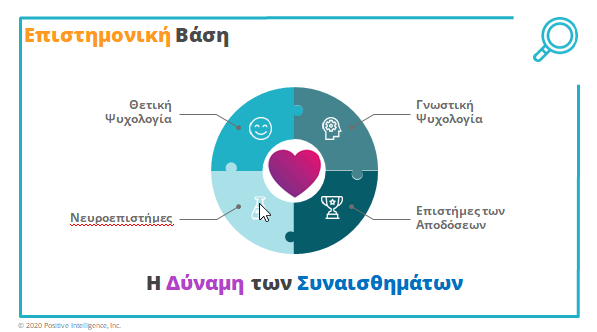 Επιστημονική Βάση
Θετική
Ψυχολογία
Γνωστική
Ψυχολογία
Νευροεπιστήμες
Επιστήμες των
Αποδόσεων
Η Δύναμη των Συναισθημάτων
© 2020 Positive Intelligence, Inc.